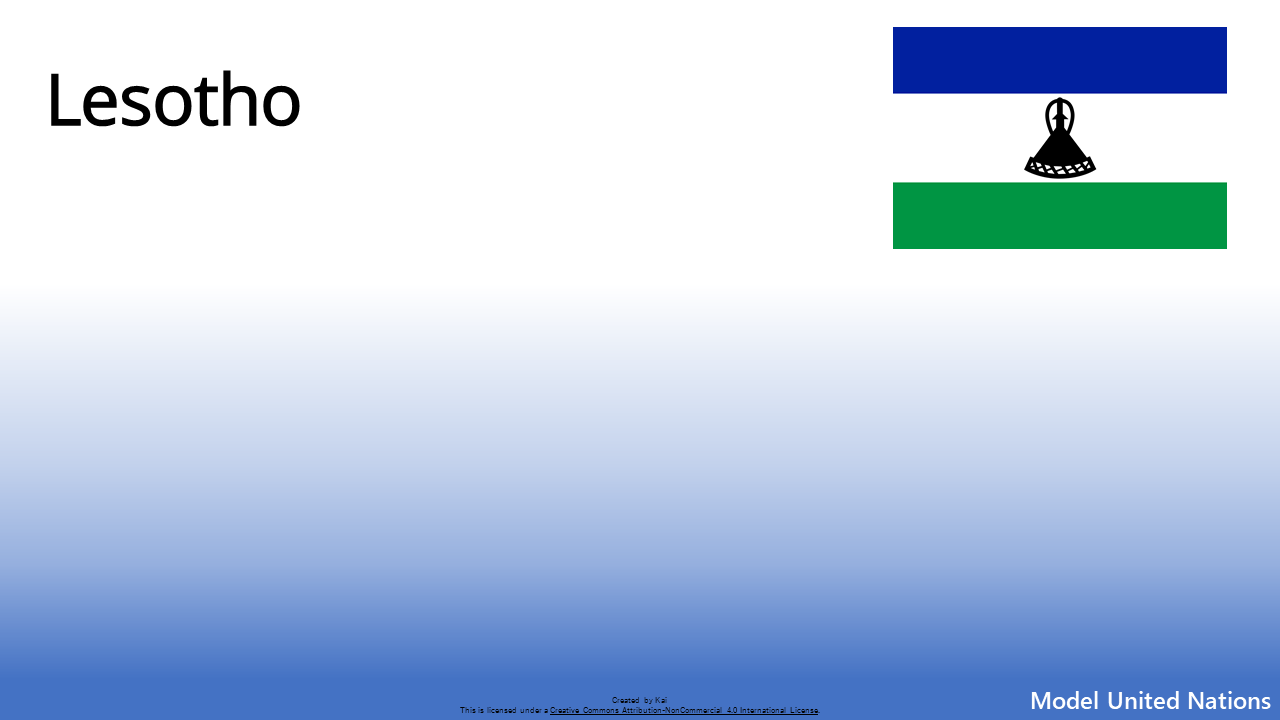 Lesotho
Created by Kai
This is licensed under a Creative Commons Attribution-NonCommercial 4.0 International License.
Model United Nations